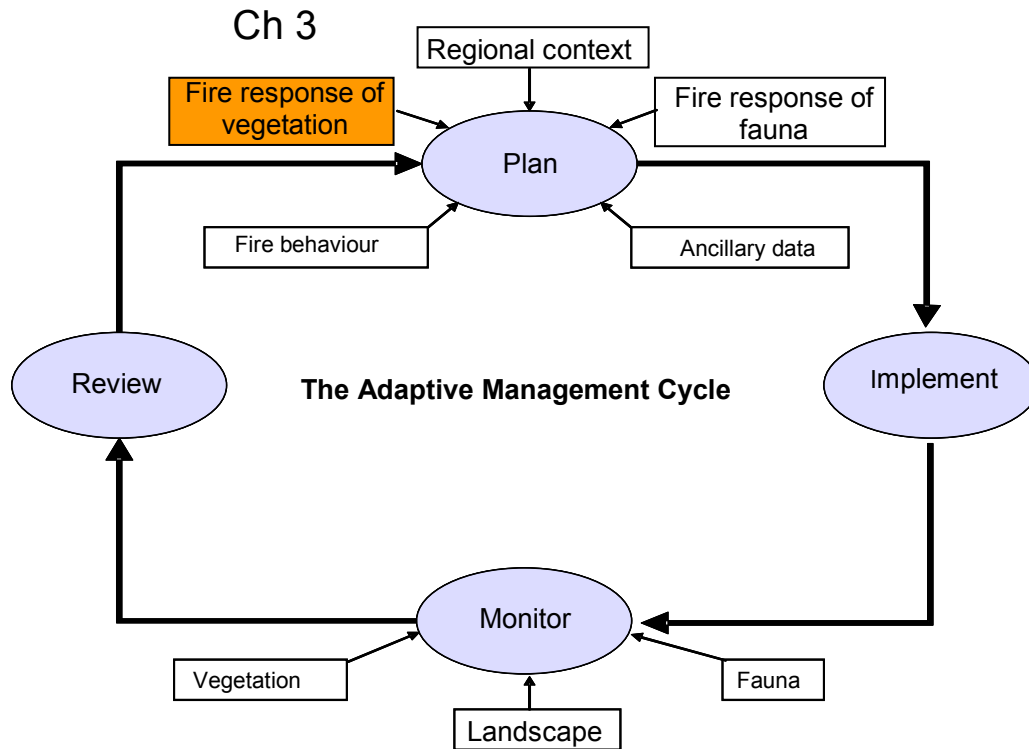 Ch 3
Regional context
Fire response of
vegetation
Fire response of
fauna
Plan
Fire behaviour
Ancillary data
Review
The Adaptive Management Cycle
Implement
Monitor
Vegetation
Fauna
Landscape